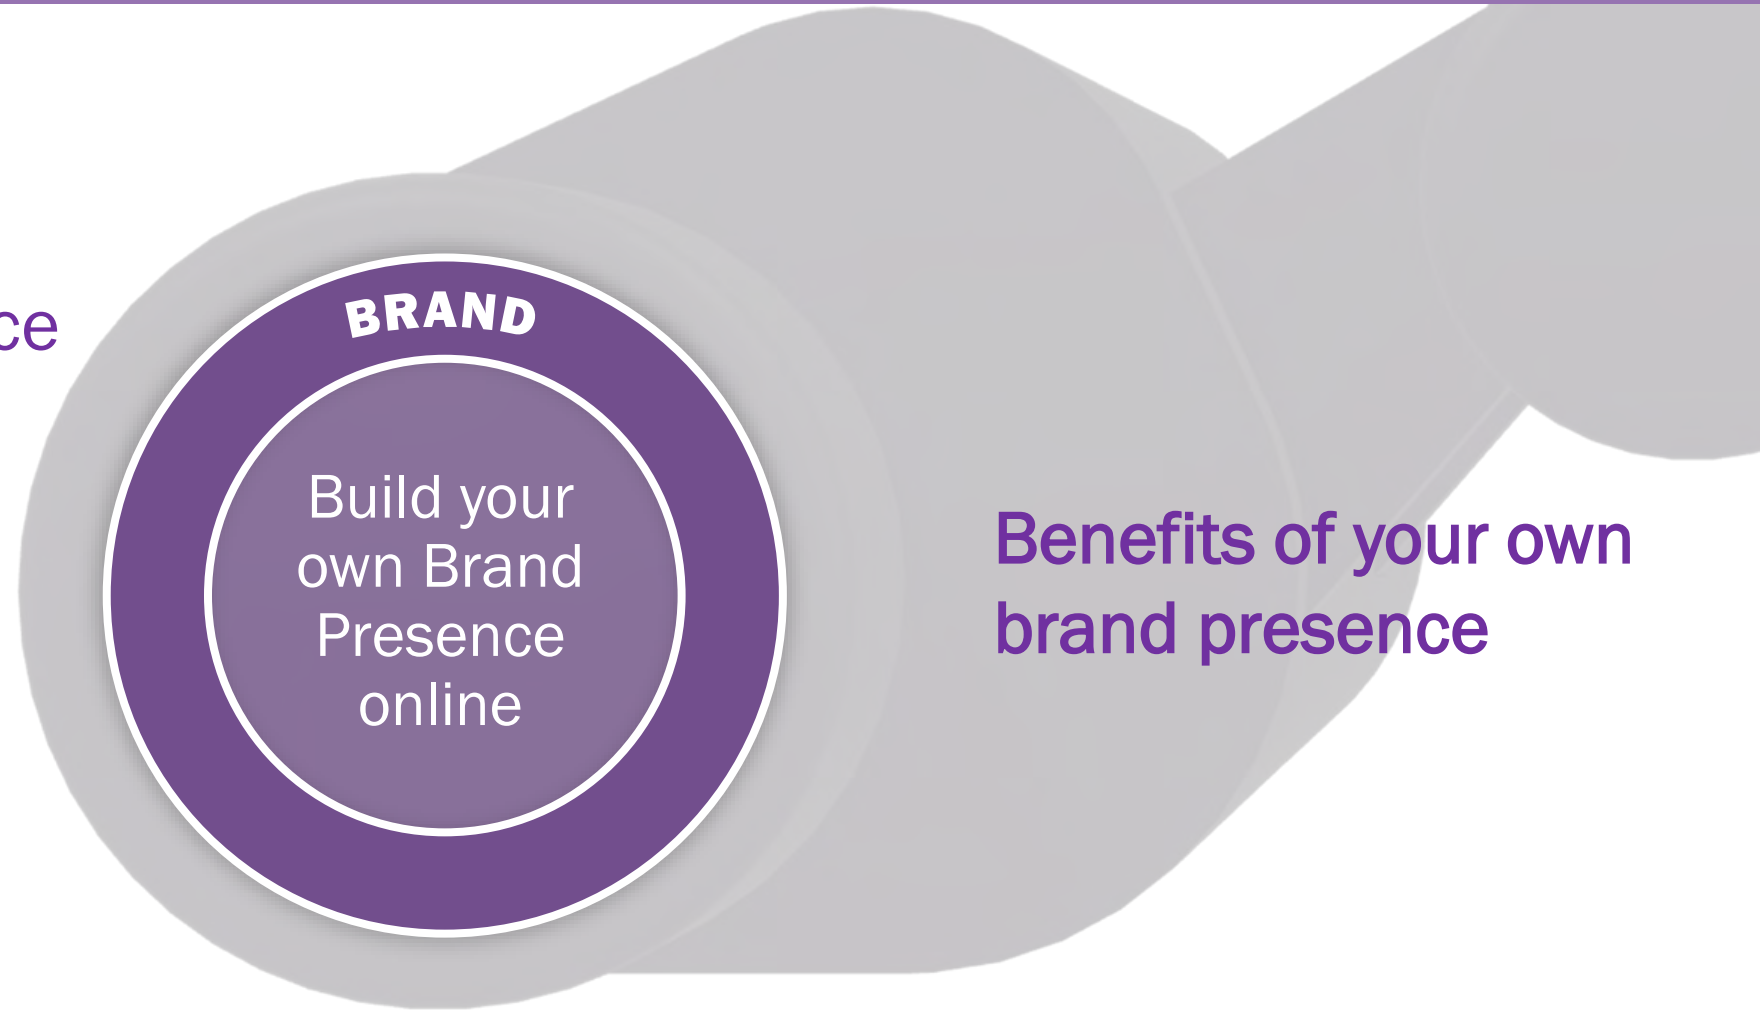 ce
BRAND
Build your
own Brand
Presence
online
Benefits of your own
brand presence